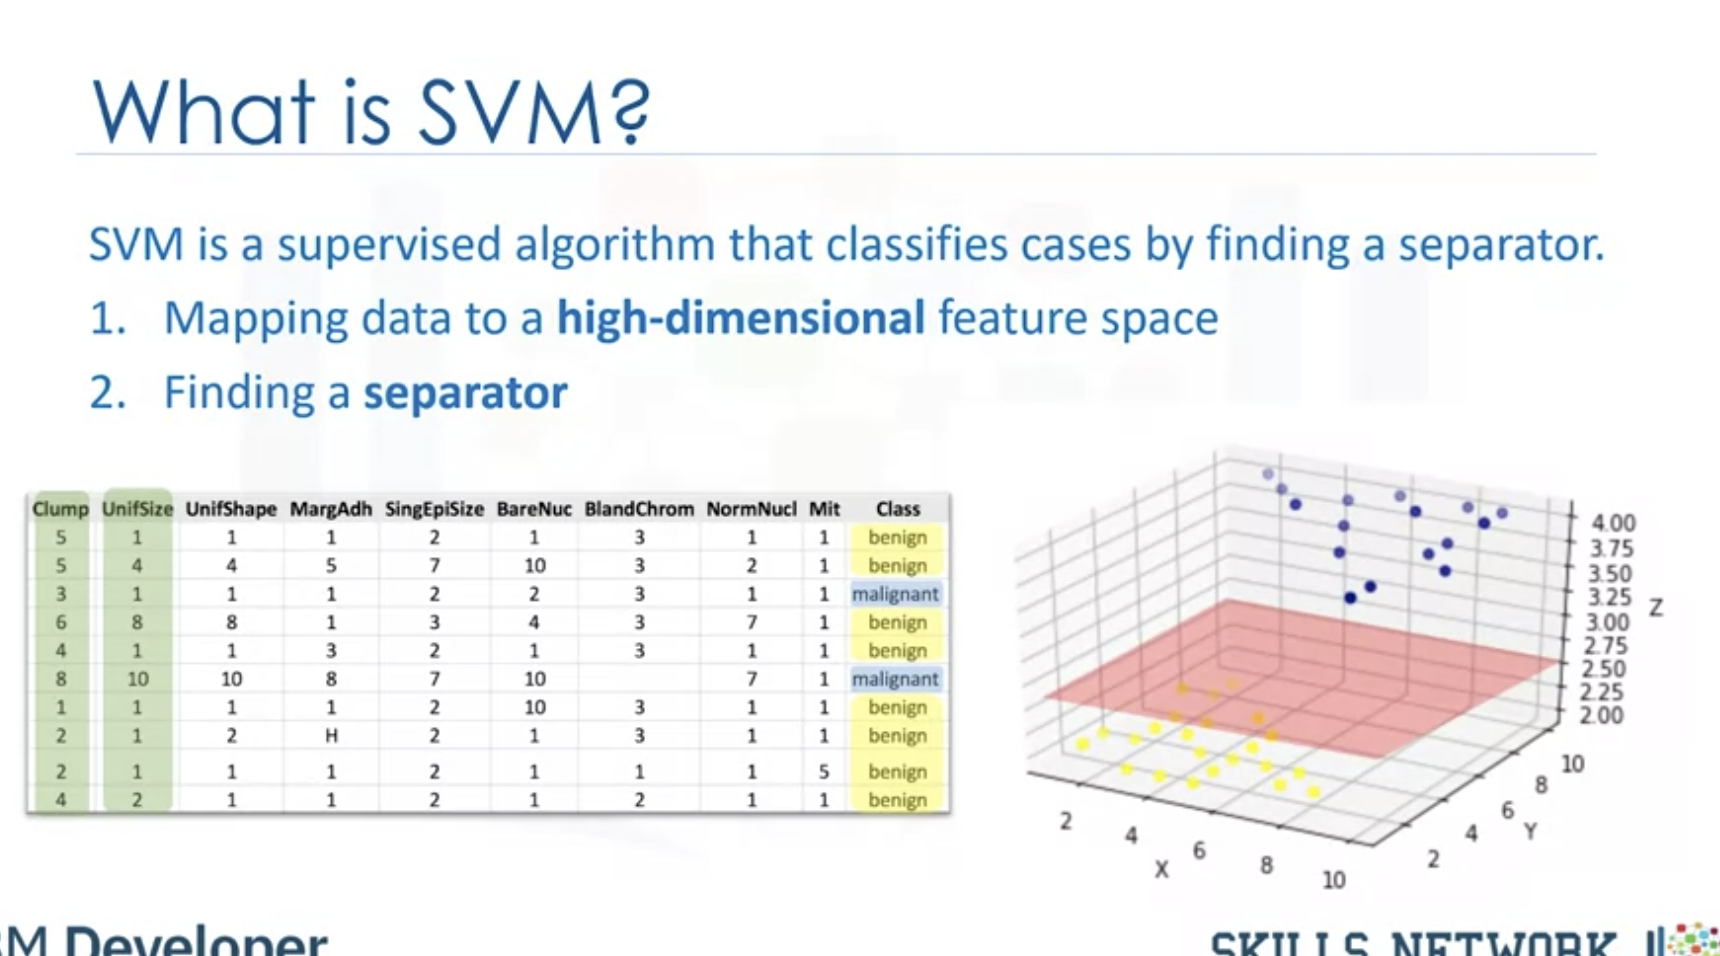 What is SVM?
SVM is a supervised algorithm that classifies cases by finding a separator.
1. Mapping data to a high-dimensional feature space
2. Finding a separator
Clump UnifSize UnifShape MargAdh SingEpiSize BareNuc BlandChrom NormNucl Mit Class
5 1 1 1 2 1 3 1 1 benign
5 4 4 5 7 10 3 2 1 benign
3 1 1 1 2 2 3 1 1 malignant
6 8 8 1 3 4 3 7 1 benign
4 1 1 3 2 1 3 1 1 benign
8 10 10 8 7 10 7 1 malignant
1 1 1 1 2 10 3 1 1 benign
2 1 2 H 2 1 3 1 1 benign
2 1 1 1 2 1 1 1 5 benign
4 2 1 1 2 1 2 1 1 benign
4.00
3.75
3.50
3.25
3.00
2.75
2.50
2.25
2.00
Z
2 4 6 8 10
X
2 4 6 8 10
Y
M Developer
SKILLS NETWORK